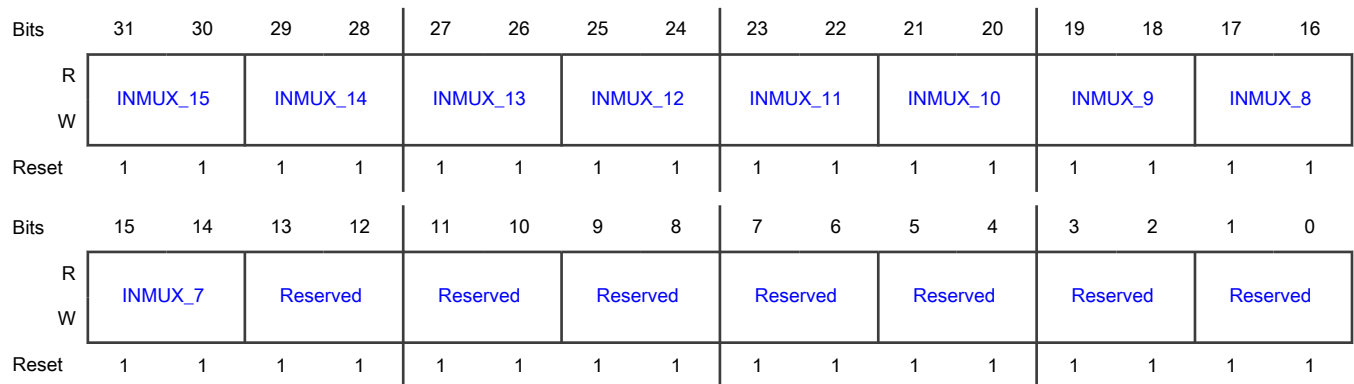 Bits 31 30 29 28 27 26 25 24 23 22 21 20 19 18 17 16
R
INMUX_15 INMUX_14 INMUX_13 INMUX_12 INMUX_11 INMUX_10 INMUX_9 INMUX_8
W
Reset 1 1 1 1 1 1 1 1 1 1 1 1 1 1 1 1
Bits 15 14 13 12 11 10 9 8 7 6 5 4 3 2 1 0
R
INMUX_7 Reserved Reserved Reserved Reserved Reserved Reserved Reserved
W
Reset 1 1 1 1 1 1 1 1 1 1 1 1 1 1 1 1